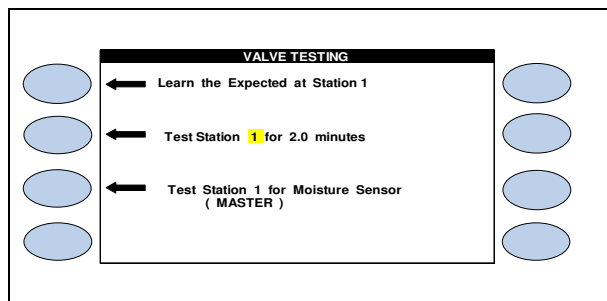 VALVE TESTING
Learn the Expected at Station 1
Test Station 1 for 2.0 minutes
Test Station 1 for Moisture Sensor
( MASTER )